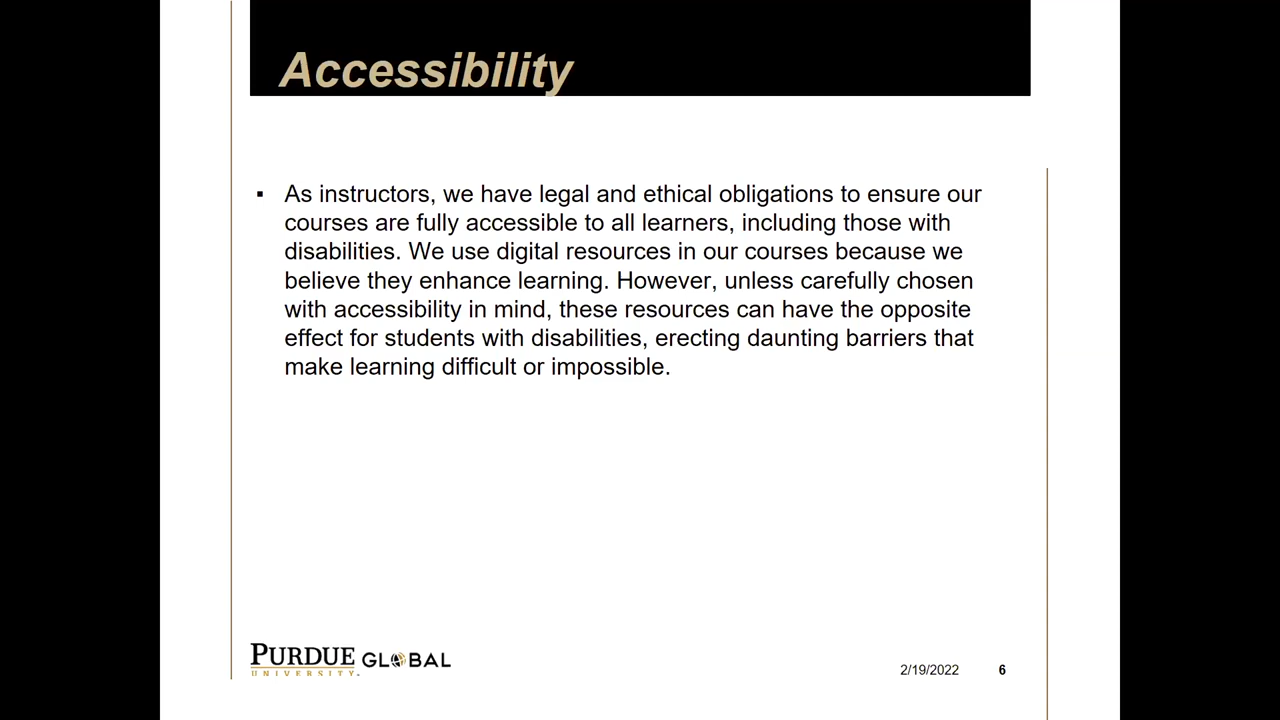 Accessibility
▪ As instructors, we have legal and ethical obligations to ensure our
courses are fully accessible to all learners, including those with
disabilities. We use digital resources in our courses because we
believe they enhance learning. However, unless carefully chosen
with accessibility in mind, these resources can have the opposite
effect for students with disabilities, erecting daunting barriers that
make learning difficult or impossible.
PURDUE GLOBAL
UNIVERSITY.
2/19/2022 6